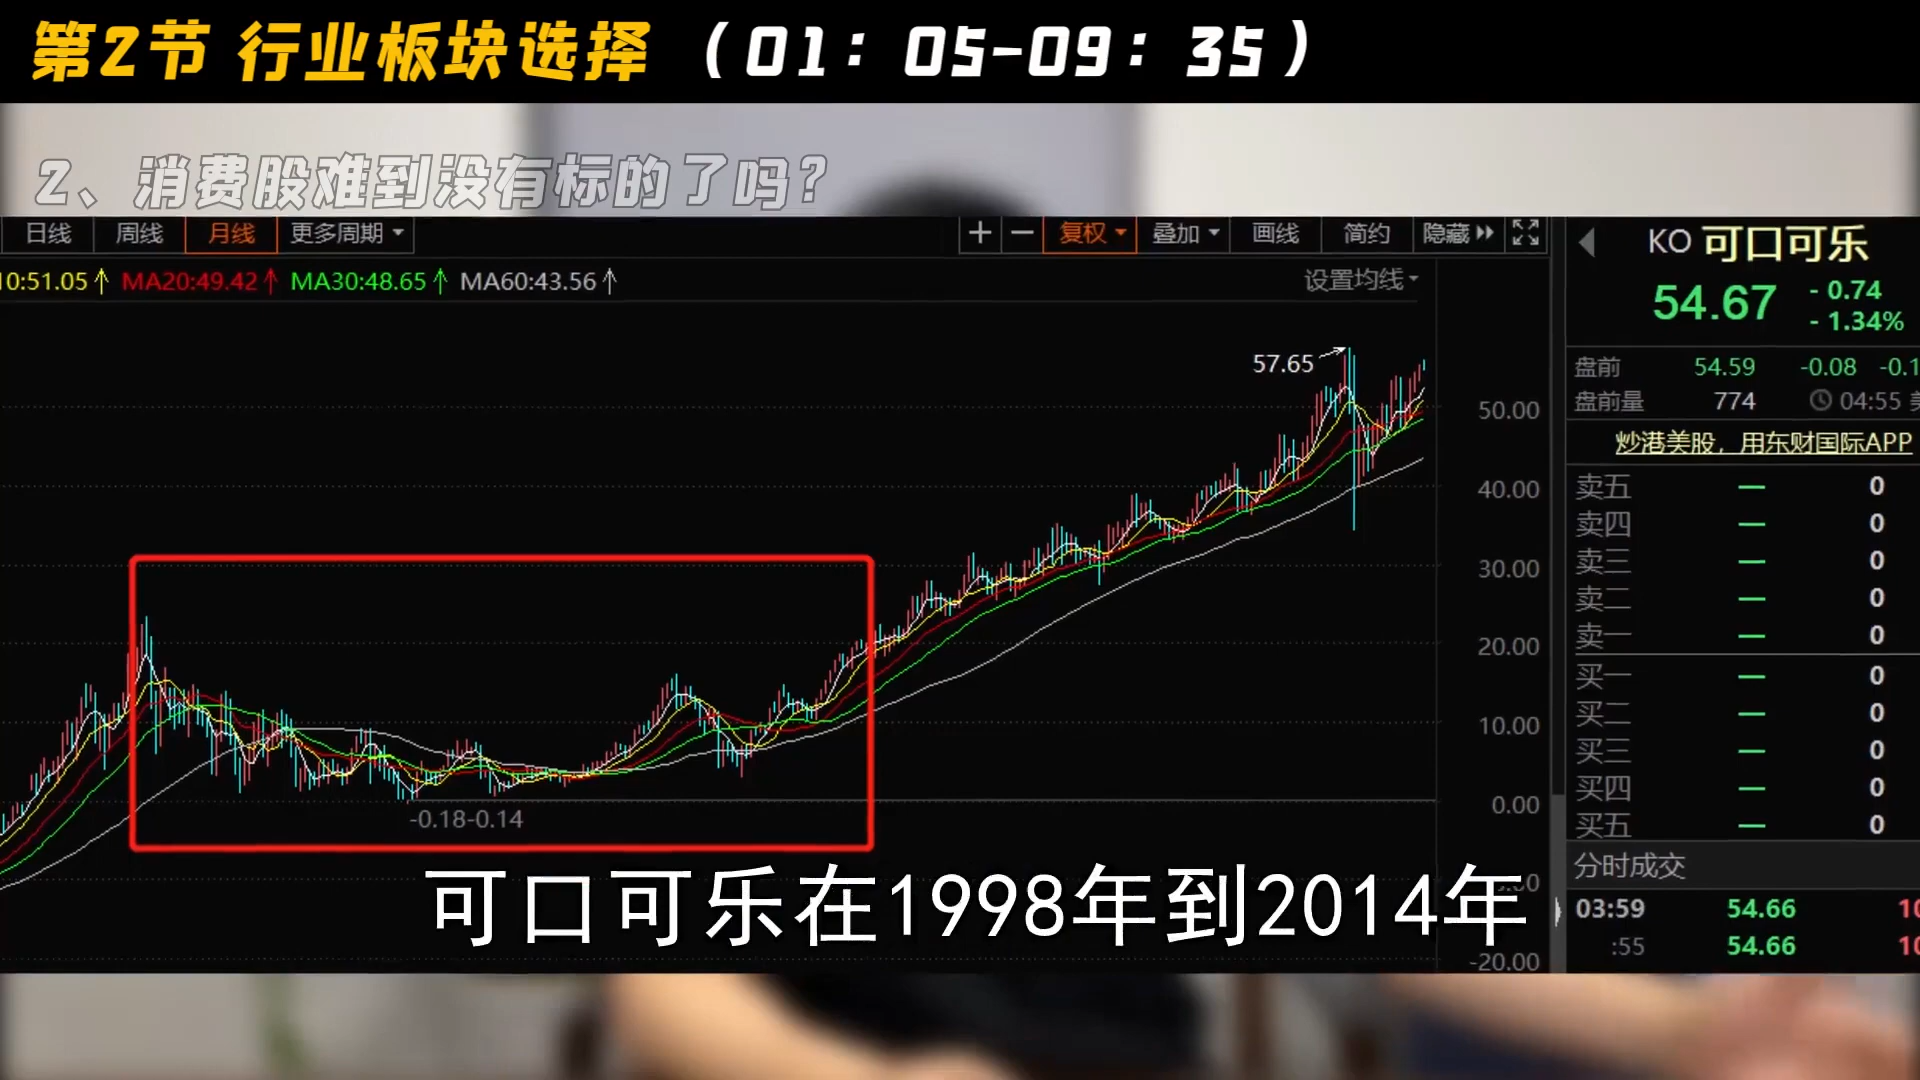 第2节 行业板块选择 （01：05-09：35）
2、消费股难到没有标的了吗？
日线 周线 月线 更多周期 + − 复权 叠加 画线 简约 隐藏
10:51.05↑ MA20:49.42↑ MA30:48.65↑ MA60:43.56↑ 设置均线
57.65
50.00
40.00
30.00
20.00
10.00
0.00
-0.18-0.14
-20.00
KO 可口可乐
54.67 -0.74
-1.34%
盘前 54.59 -0.08 -0.1
盘前量 774 04:55 美
炒港美股，用东财国际APP
卖五 — 0
卖四 — 0
卖三 — 0
卖二 — 0
卖一 — 0
买一 — 0
买二 — 0
买三 — 0
买四 — 0
买五 — 0
分时成交
03:59 54.66 10
:55 54.66 10
可口可乐在1998年到2014年